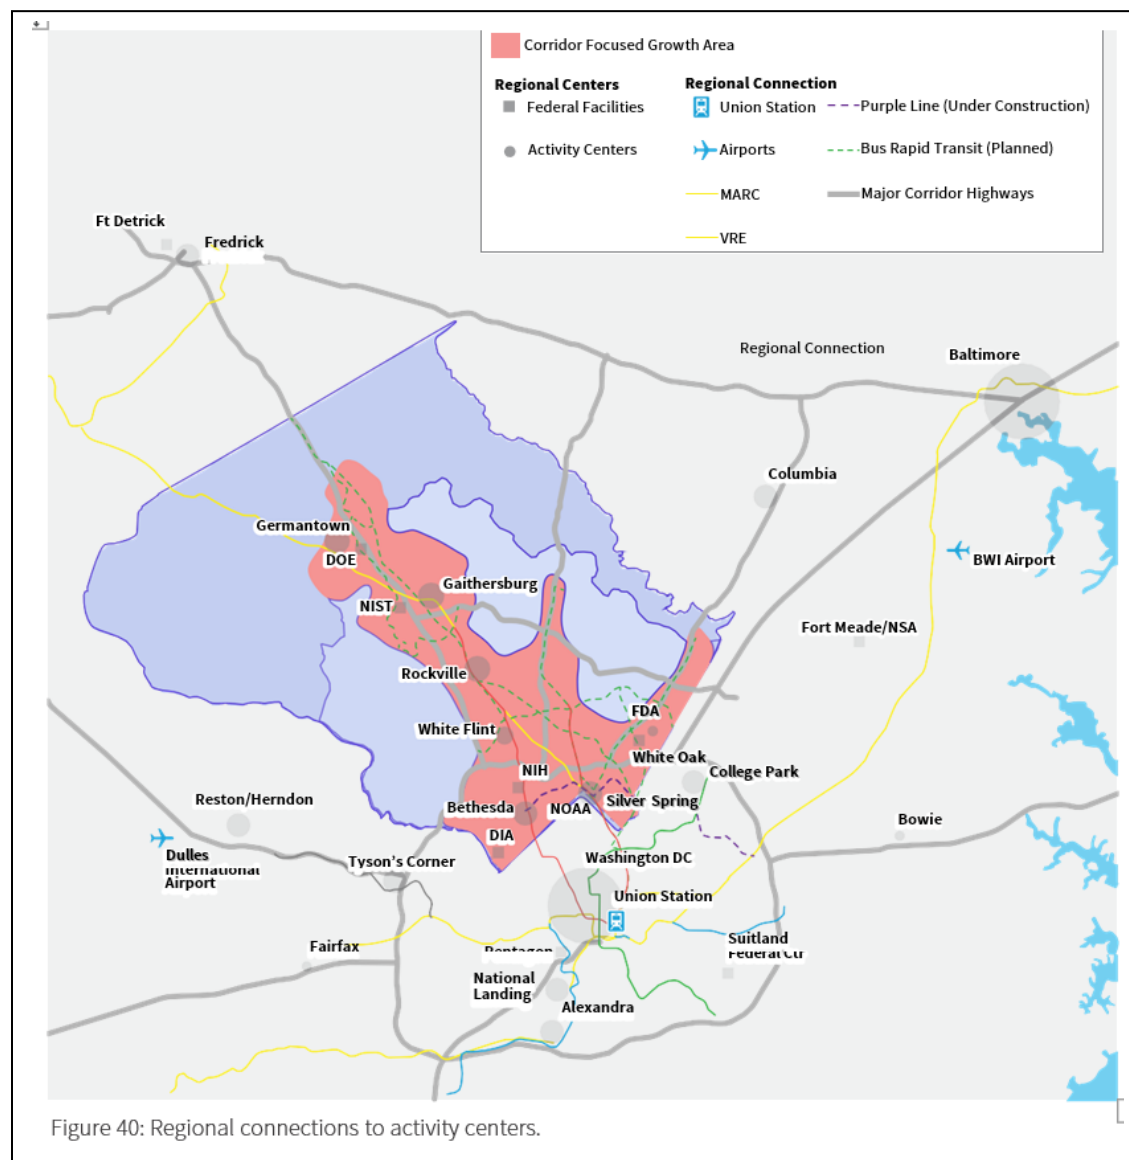 Corridor Focused Growth Area
Regional Centers
Regional Connection
Federal Facilities
Union Station
Purple Line (Under Construction)
Activity Centers
Airports
Bus Rapid Transit (Planned)
MARC
Major Corridor Highways
VRE
Ft Detrick
Fredrick
Regional Connection
Baltimore
Columbia
Germantown
DOE
BWI Airport
Gaithersburg
NIST
Fort Meade/NSA
Rockville
FDA
White Flint
White Oak
NIH
College Park
Reston/Herndon
Bethesda
NOAA
Silver Spring
Bowie
DIA
Dulles
International
Airport
Tyson's Corner
Washington DC
Union Station
Fairfax
Pentagon
Suitland
Federal Ctr
National
Landing
Alexandra
Figure 40: Regional connections to activity centers.